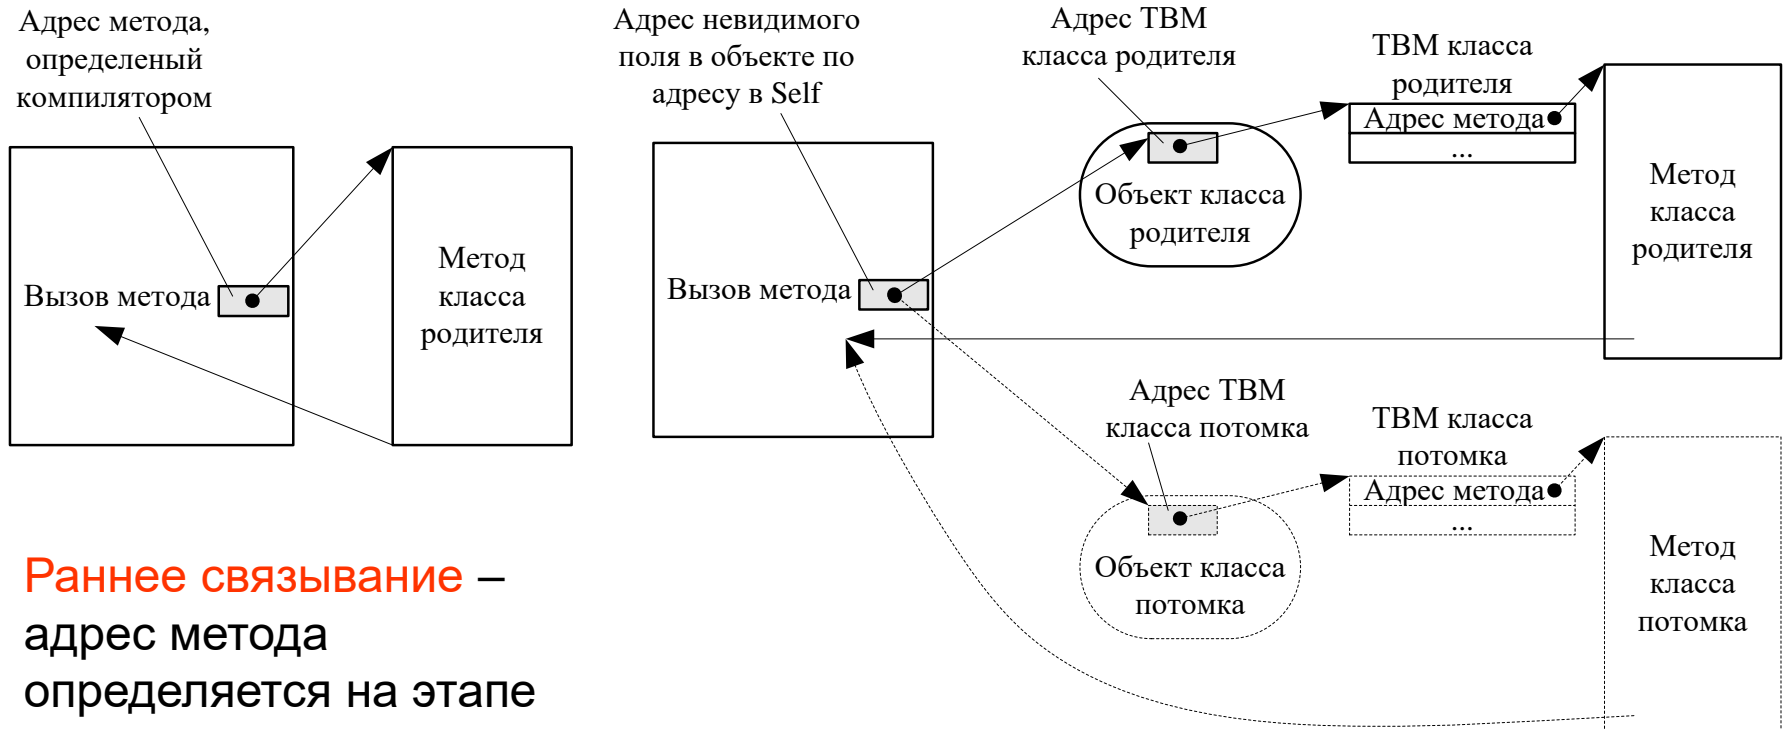 Адрес метода,
определеный
компилятором
Вызов метода
Метод
класса
родителя
Адрес невидимого
поля в объекте по
адресу в Self
Вызов метода
Адрес ТВМ
класса родителя
Объект класса
родителя
ТВМ класса
родителя
Адрес метода
...
Метод
класса
родителя
Адрес ТВМ
класса потомка
Объект класса
потомка
ТВМ класса
потомка
Адрес метода
...
Метод
класса
потомка
Раннее связывание –
адрес метода
определяется на этапе